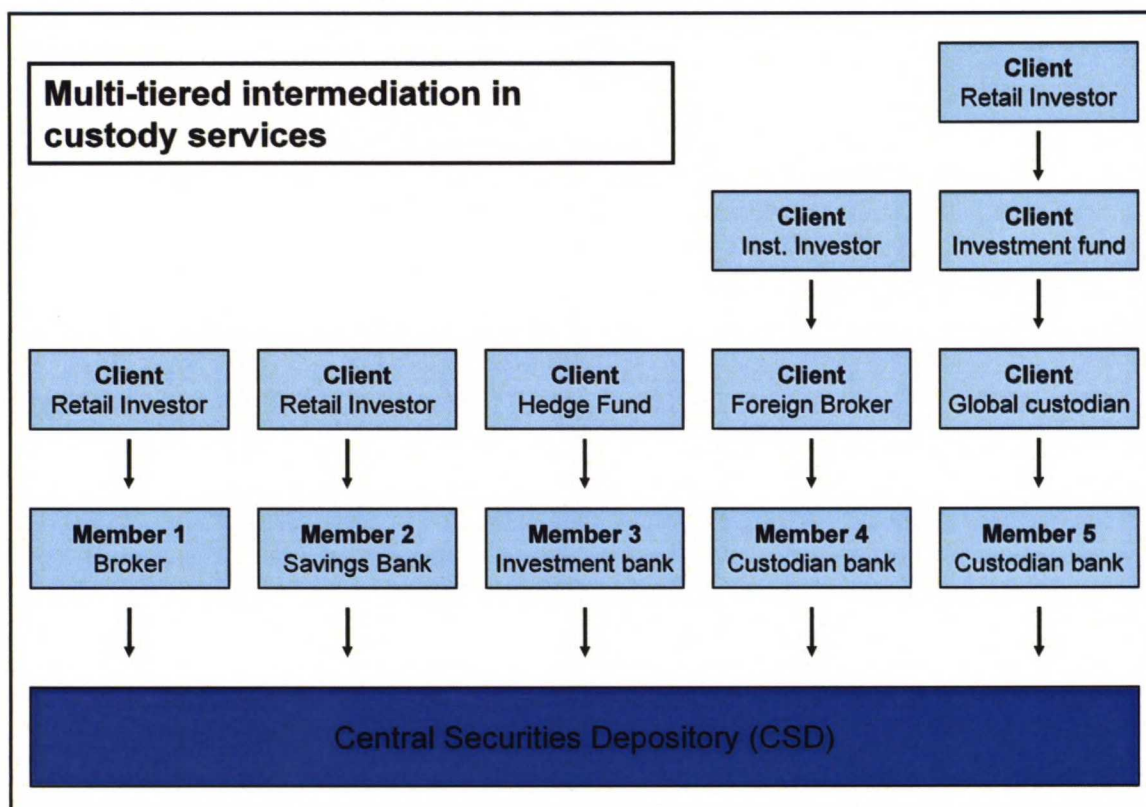 Multi-tiered intermediation in
custody services
Client
Retail Investor
Client
Inst. Investor
Client
Investment fund
Client
Retail Investor
Client
Retail Investor
Client
Hedge Fund
Client
Foreign Broker
Client
Global custodian
Member 1
Broker
Member 2
Savings Bank
Member 3
Investment bank
Member 4
Custodian bank
Member 5
Custodian bank
Central Securities Depository (CSD)